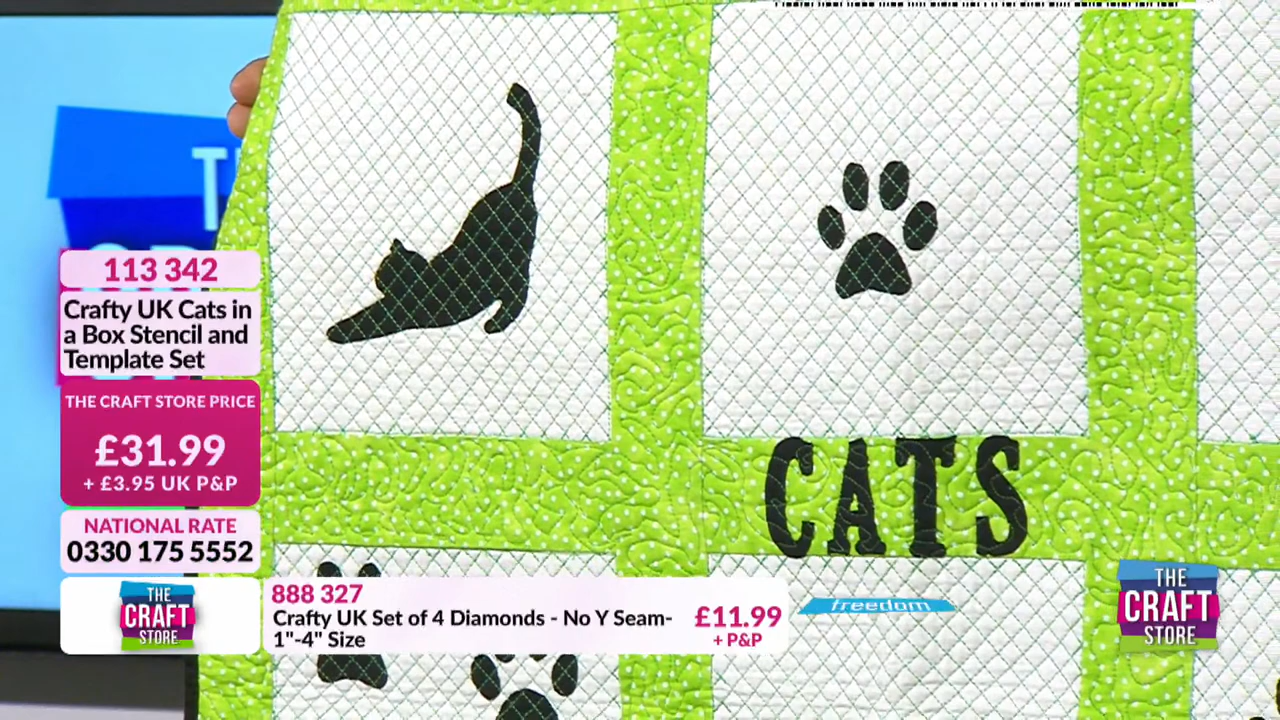 T
113 342
Crafty UK Cats in
a Box Stencil and
Template Set
THE CRAFT STORE PRICE
£31.99
+ £3.95 UK P&P
NATIONAL RATE
0330 175 5552
CATS
THE
CRAFT
STORE
888 327
Crafty UK Set of 4 Diamonds - No Y Seam-
1"-4" Size
£11.99
+ P&P
freedom
THE
CRAFT
STORE